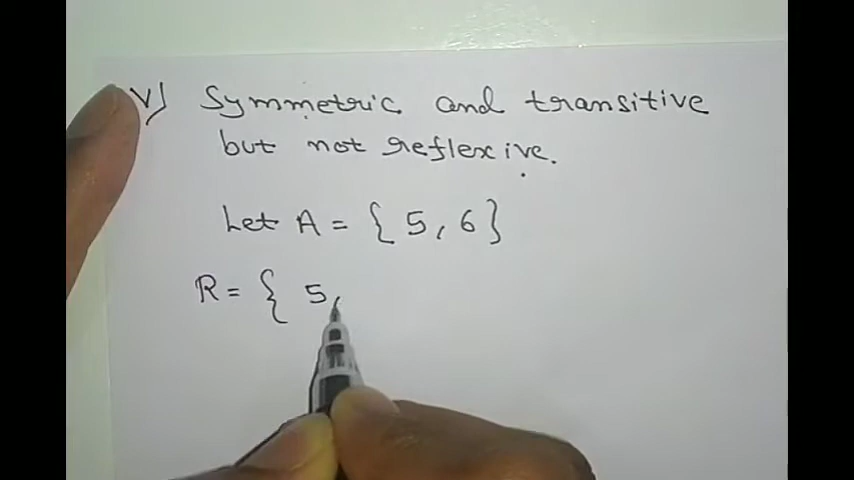 v) Symmetric and transitive
but not reflexive.
Let A = { 5, 6}
R = { 5,